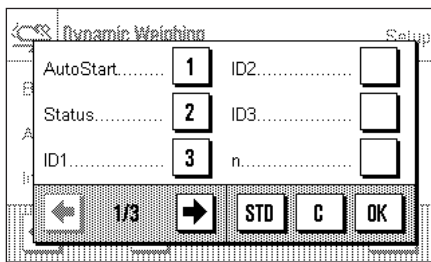 Dynamic Weighing
Setup
AutoStart......... 1 ID2..................
Status............. 2 ID3..................
ID1.................. 3 n......................
1/3 STD C OK